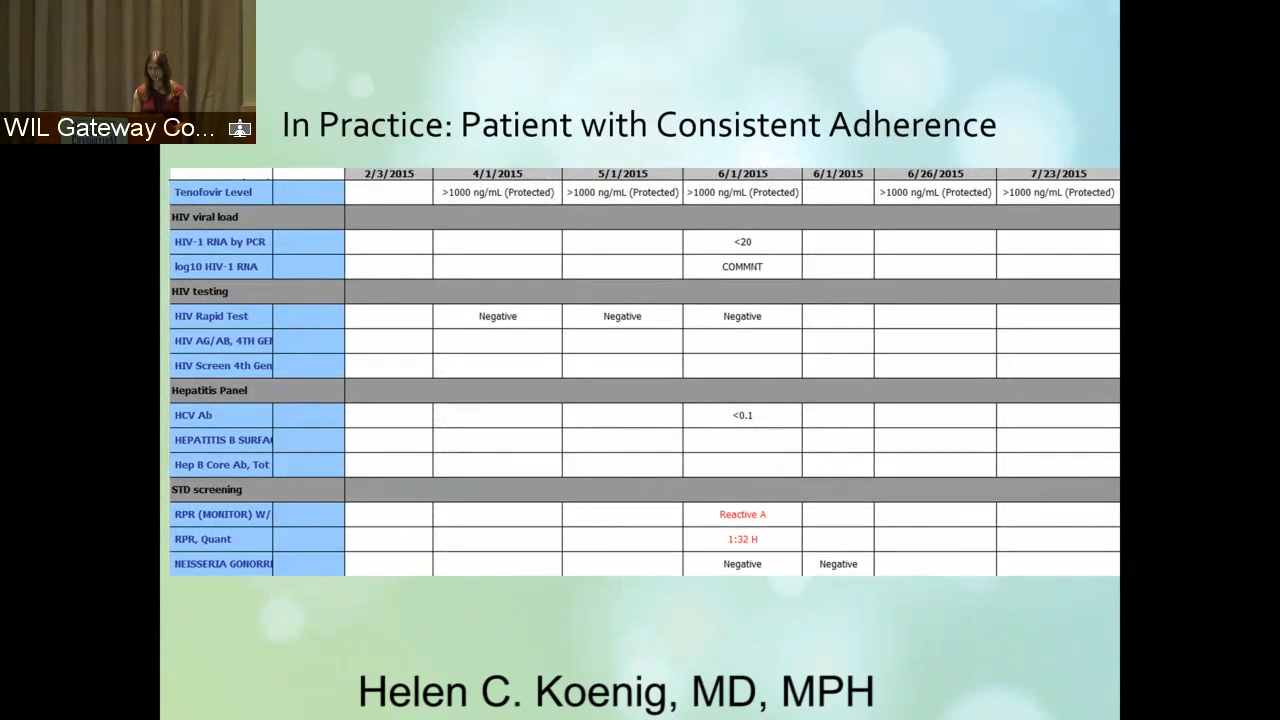 WIL Gateway Co...
In Practice: Patient with Consistent Adherence
2/3/2015 4/1/2015 5/1/2015 6/1/2015 6/1/2015 6/26/2015 7/23/2015
Tenofovir Level >1000 ng/mL (Protected) >1000 ng/mL (Protected) >1000 ng/mL (Protected) >1000 ng/mL (Protected) >1000 ng/mL (Protected)
HIV viral load
HIV-1 RNA by PCR <20
log10 HIV-1 RNA COMMNT
HIV testing
HIV Rapid Test Negative Negative Negative
HIV AG/AB, 4TH GEN
HIV Screen 4th Gen
Hepatitis Panel
HCV Ab <0.1
HEPATITIS B SURFA
Hep B Core Ab, Tot
STD screening
RPR (MONITOR) W/ Reactive A
RPR, Quant 1:32 H
NEISSERIA GONORR Negative Negative
Helen C. Koenig, MD, MPH